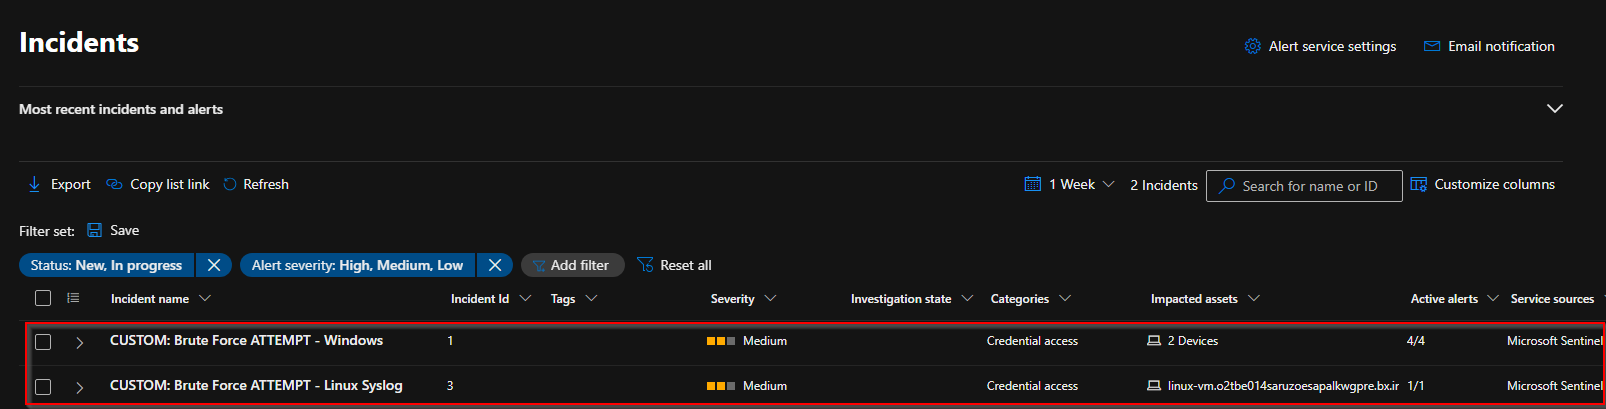 Incidents
Alert service settings Email notification
Most recent incidents and alerts
Export Copy list link Refresh 1 Week 2 Incidents Search for name or ID Customize columns
Filter set: Save
Status: New, In progress Alert severity: High, Medium, Low Add filter Reset all
Incident name Incident Id Tags Severity Investigation state Categories Impacted assets Active alerts Service sources
CUSTOM: Brute Force ATTEMPT - Windows 1 Medium Credential access 2 Devices 4/4 Microsoft Sentinel
CUSTOM: Brute Force ATTEMPT - Linux Syslog 3 Medium Credential access linux-vm.o2tbe014saruzoesapalkwgpre.bx.ir 1/1 Microsoft Sentinel